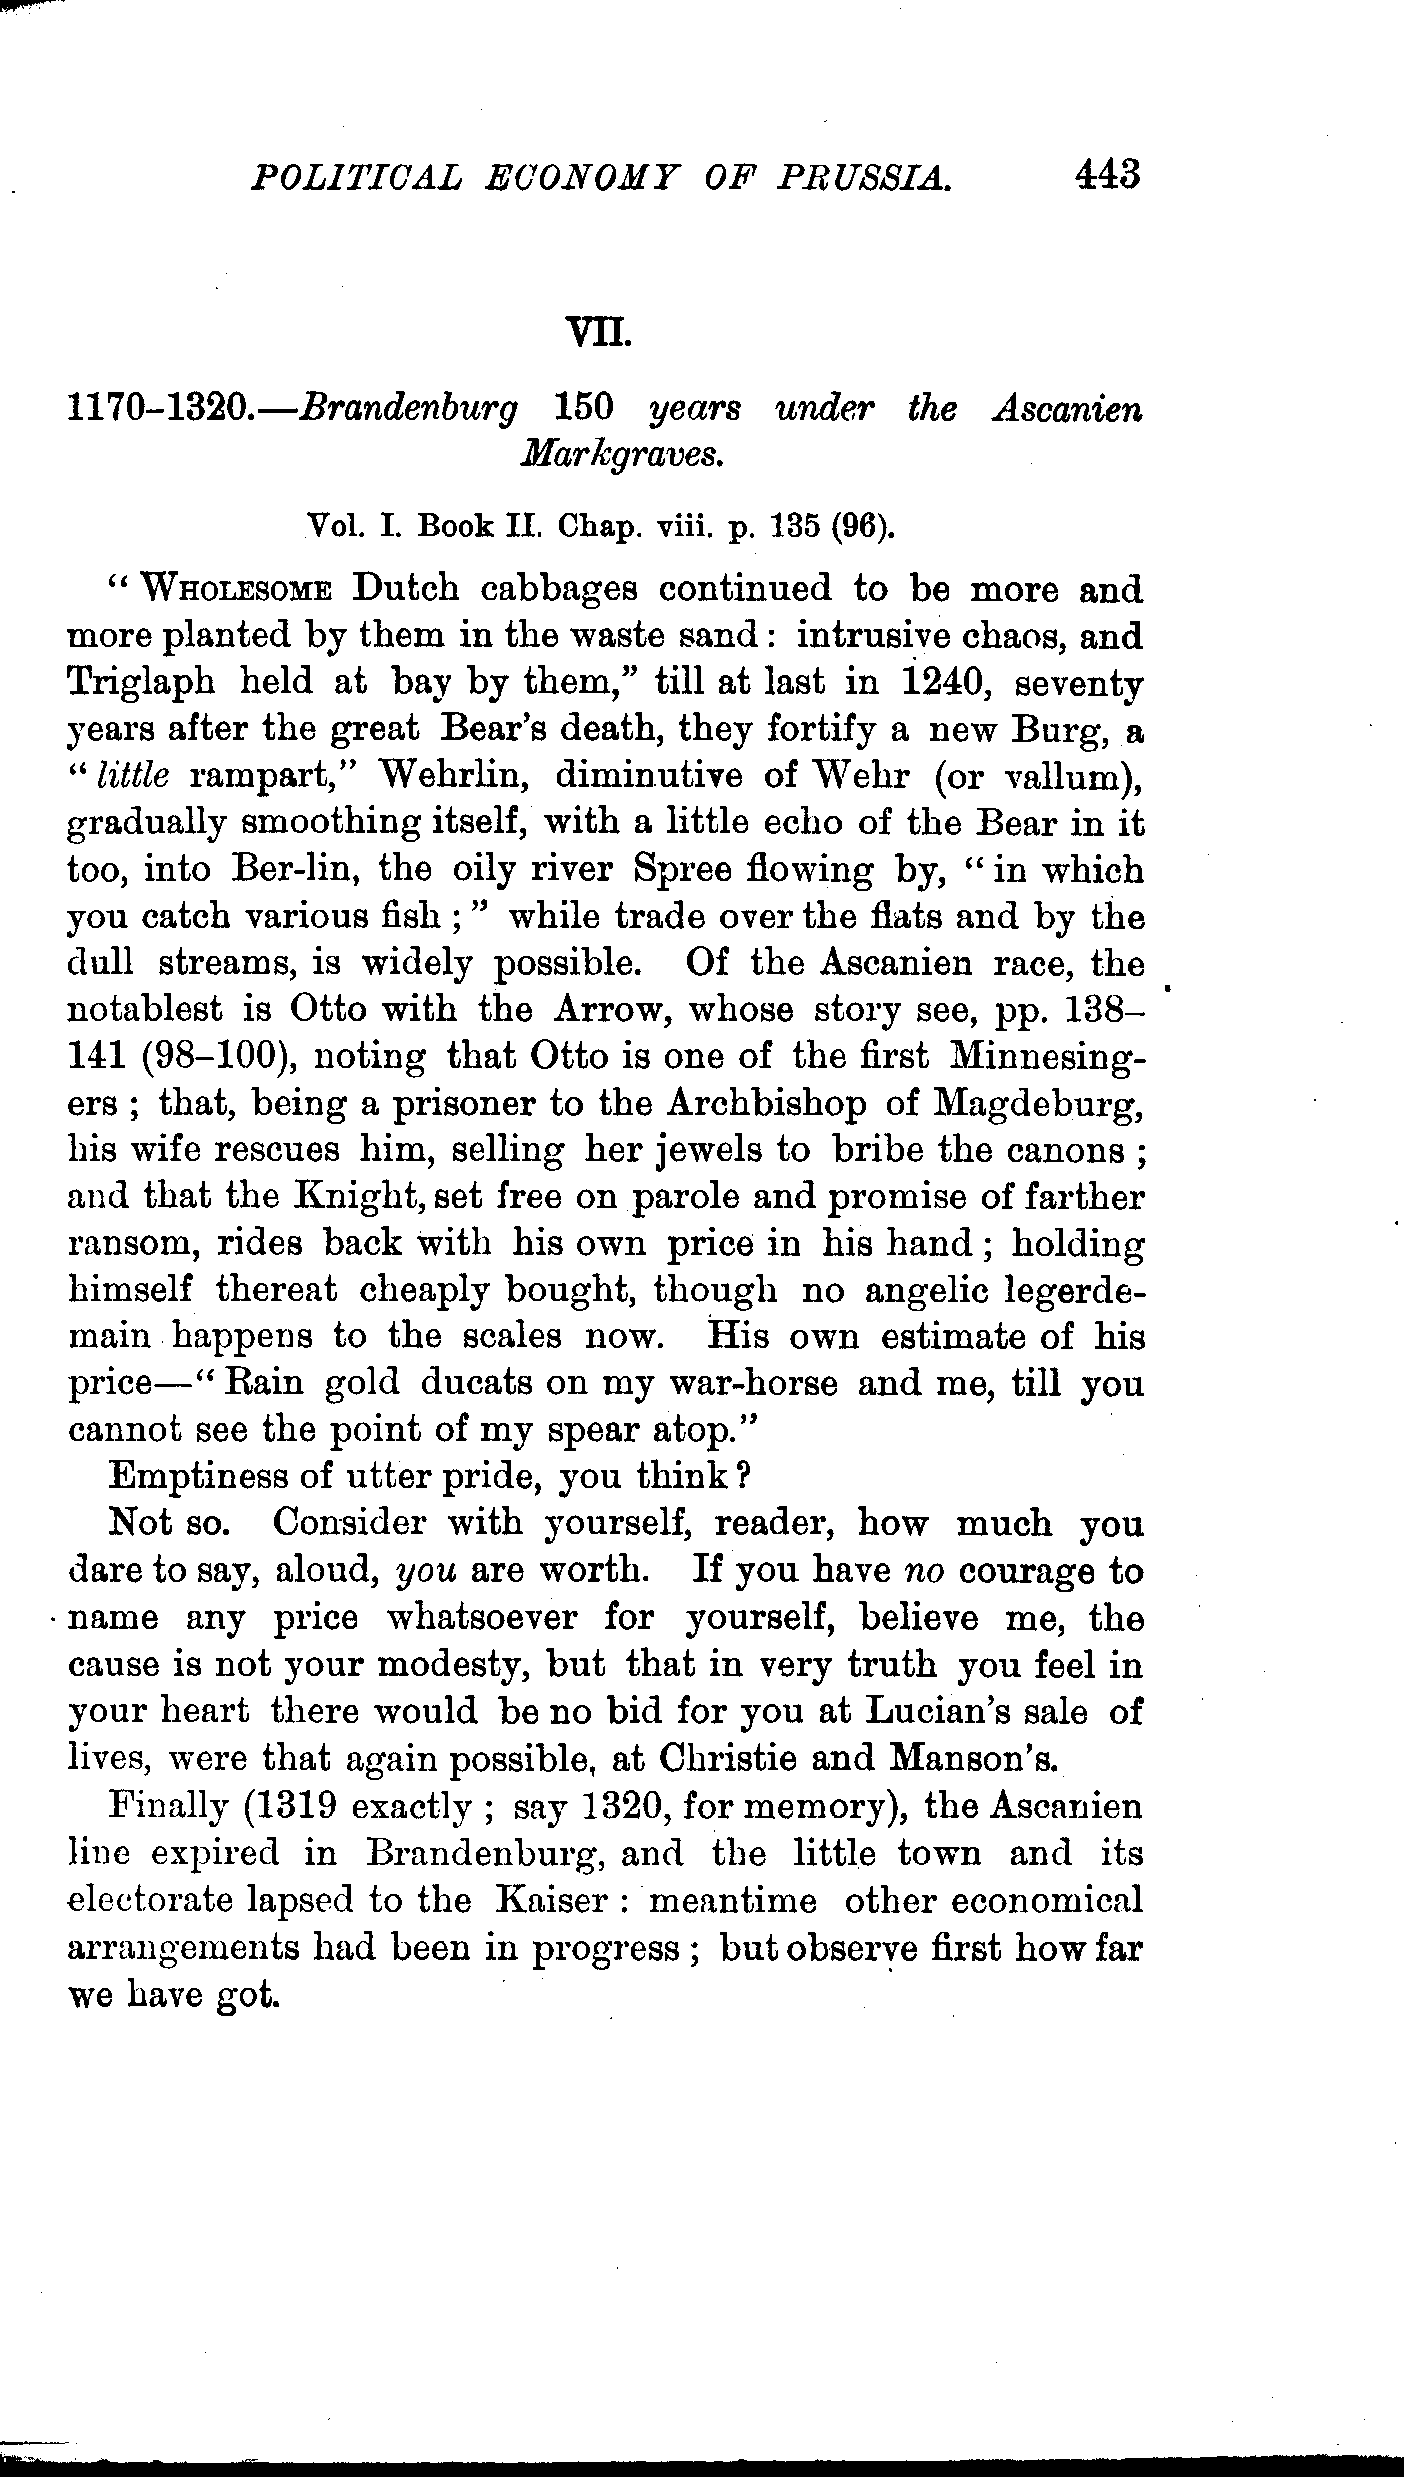 POLITICAL ECONOMY OF PRUSSIA. 443
VII.
1170–1320.—Brandenburg 150 years under the Ascanien
Markgraves.
Vol. I. Book II. Chap. viii. p. 135 (96).
“ WHOLESOME Dutch cabbages continued to be more and
more planted by them in the waste sand : intrusive chaos, and
Triglaph held at bay by them,” till at last in 1240, seventy
years after the great Bear’s death, they fortify a new Burg, a
“ little rampart,” Wehrlin, diminutive of Wehr (or vallum),
gradually smoothing itself, with a little echo of the Bear in it
too, into Ber-lin, the oily river Spree flowing by, “ in which
you catch various fish ; ” while trade over the flats and by the
dull streams, is widely possible. Of the Ascanien race, the
notablest is Otto with the Arrow, whose story see, pp. 138–
141 (98–100), noting that Otto is one of the first Minnesing-
ers ; that, being a prisoner to the Archbishop of Magdeburg,
his wife rescues him, selling her jewels to bribe the canons ;
and that the Knight, set free on parole and promise of farther
ransom, rides back with his own price in his hand ; holding
himself thereat cheaply bought, though no angelic legerde-
main happens to the scales now. His own estimate of his
price—“ Rain gold ducats on my war-horse and me, till you
cannot see the point of my spear atop.”
Emptiness of utter pride, you think ?
Not so. Consider with yourself, reader, how much you
dare to say, aloud, you are worth. If you have no courage to
name any price whatsoever for yourself, believe me, the
cause is not your modesty, but that in very truth you feel in
your heart there would be no bid for you at Lucian’s sale of
lives, were that again possible, at Christie and Manson’s.
Finally (1319 exactly ; say 1320, for memory), the Ascanien
line expired in Brandenburg, and the little town and its
electorate lapsed to the Kaiser : meantime other economical
arrangements had been in progress ; but observe first how far
we have got.